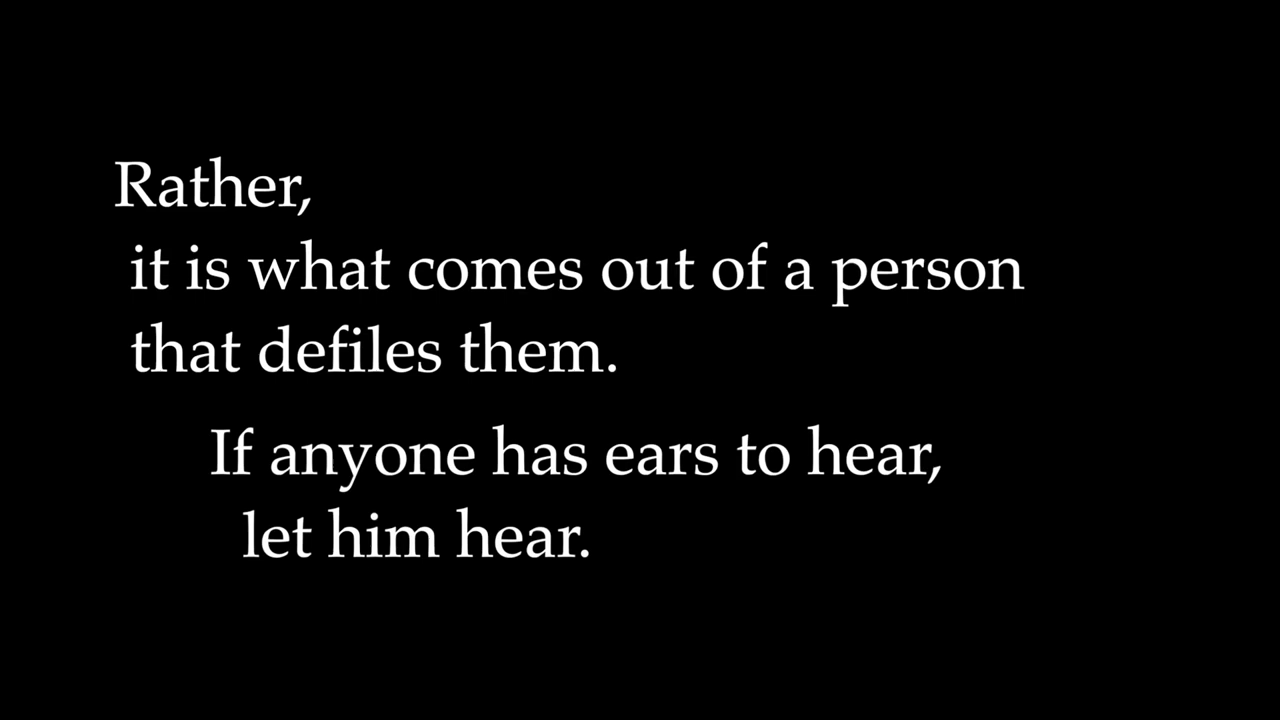 Rather,
it is what comes out of a person
that defiles them.
If anyone has ears to hear,
let him hear.